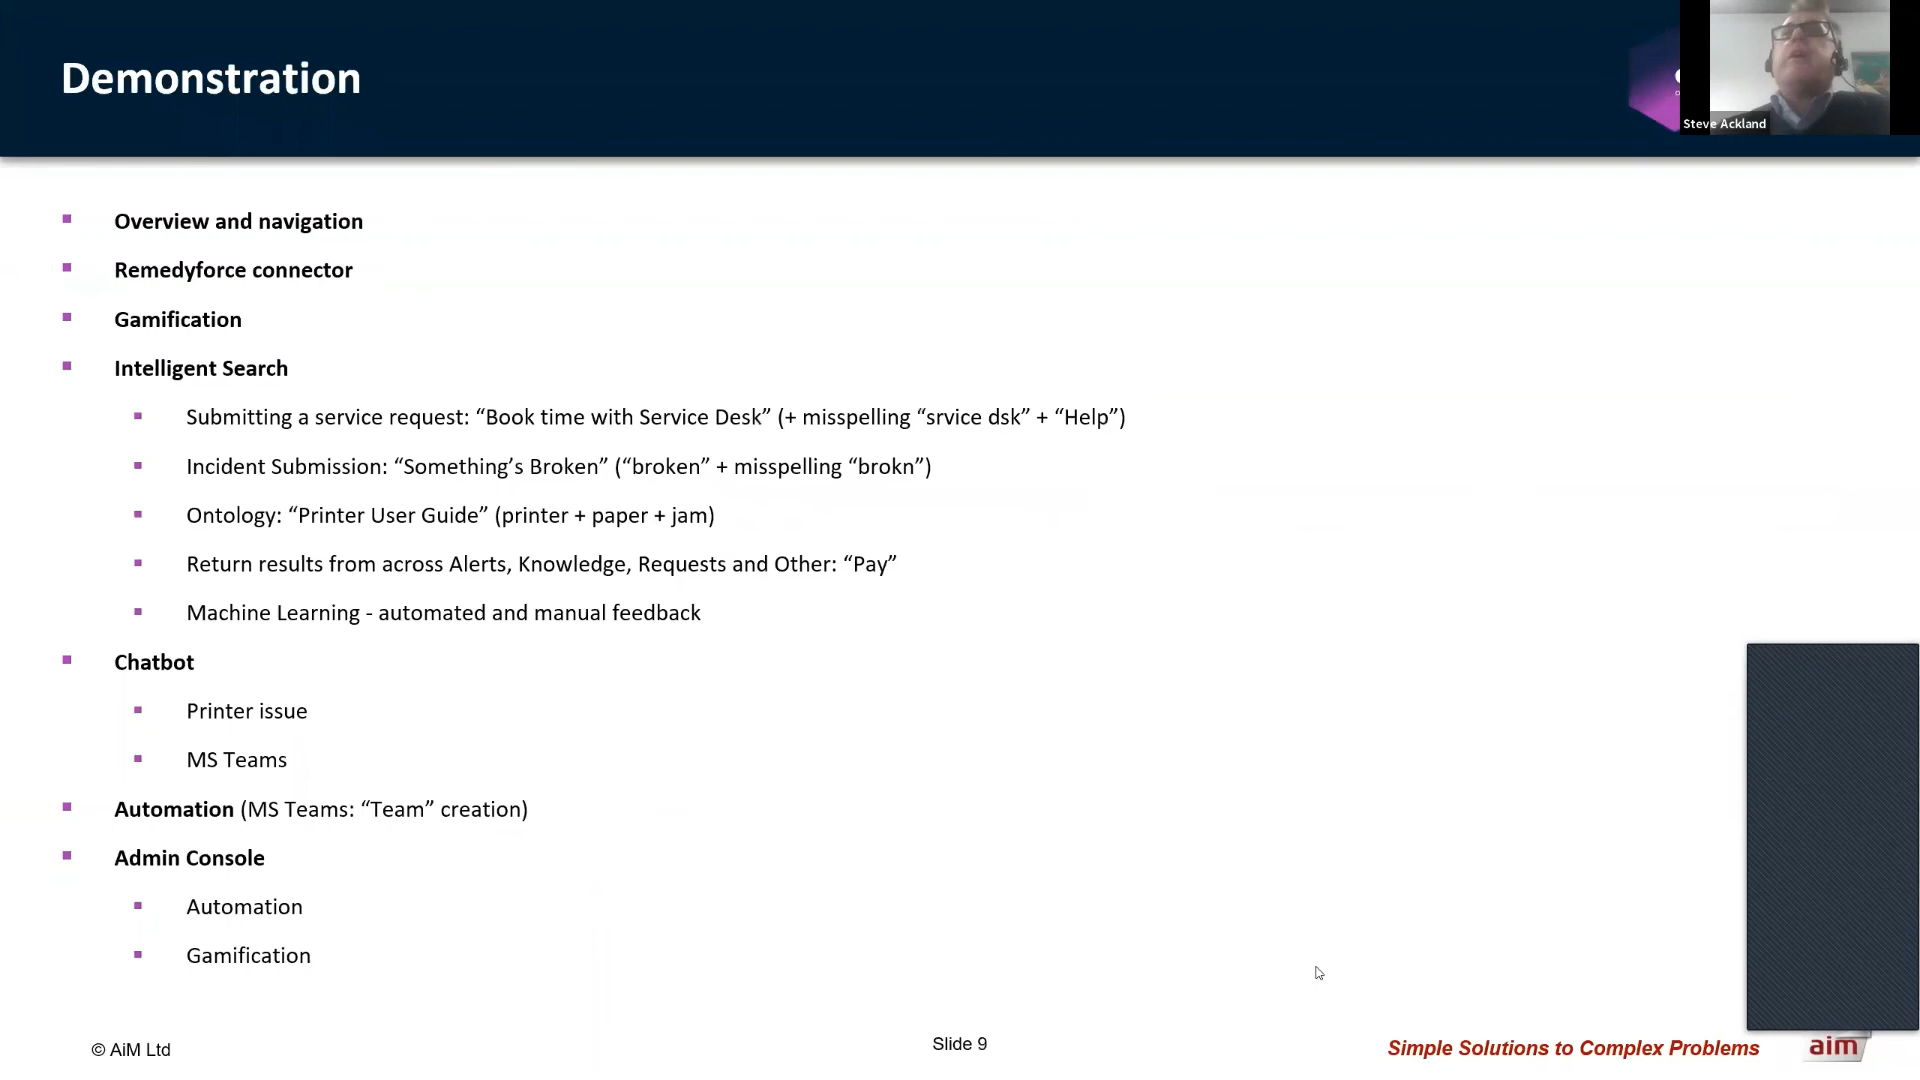 Demonstration
Steve Ackland
Overview and navigation
Remedyforce connector
Gamification
Intelligent Search
Submitting a service request: “Book time with Service Desk” (+ misspelling “srvice dsk” + “Help”)
Incident Submission: “Something’s Broken” (“broken” + misspelling “brokn”)
Ontology: “Printer User Guide” (printer + paper + jam)
Return results from across Alerts, Knowledge, Requests and Other: “Pay”
Machine Learning - automated and manual feedback
Chatbot
Printer issue
MS Teams
Automation (MS Teams: “Team” creation)
Admin Console
Automation
Gamification
© AiM Ltd
Slide 9
Simple Solutions to Complex Problems
aim